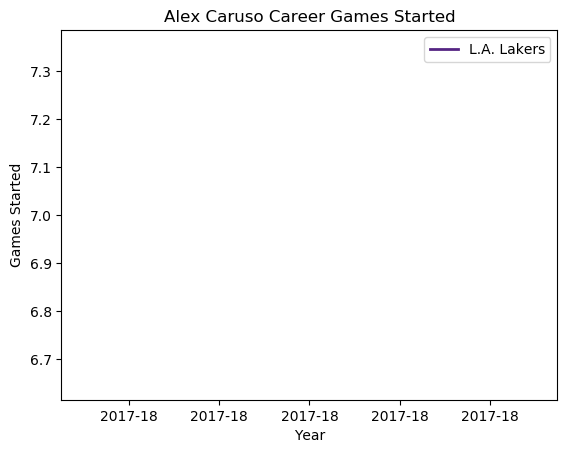 Alex Caruso Career Games Started
L.A. Lakers
7.3
7.2
7.1
7.0
6.9
6.8
6.7
Games Started
2017-18 2017-18 2017-18 2017-18 2017-18
Year